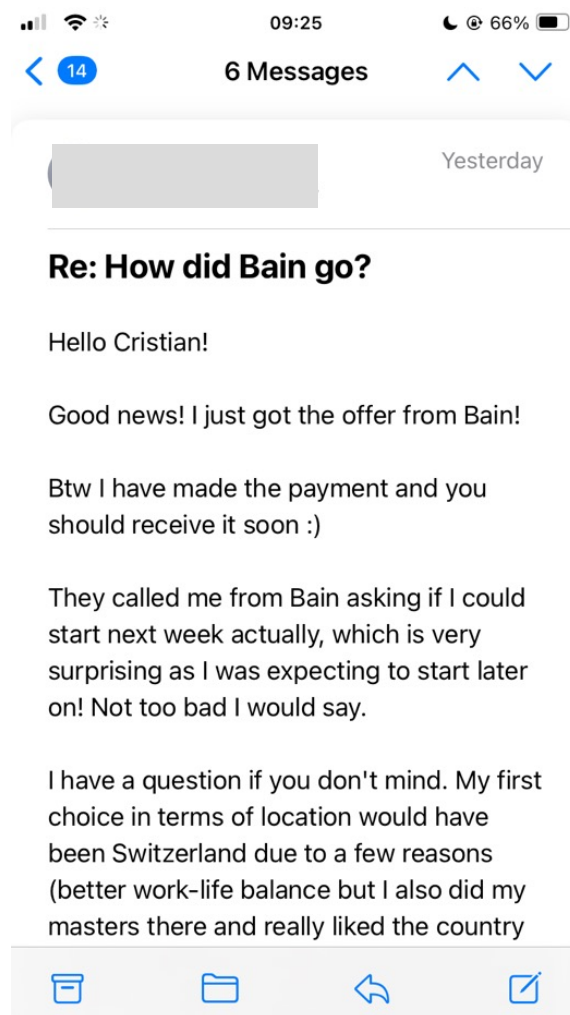 09:25
66%
14
6 Messages
Yesterday
Re: How did Bain go?
Hello Cristian!
Good news! I just got the offer from Bain!
Btw I have made the payment and you
should receive it soon :)
They called me from Bain asking if I could
start next week actually, which is very
surprising as I was expecting to start later
on! Not too bad I would say.
I have a question if you don't mind. My first
choice in terms of location would have
been Switzerland due to a few reasons
(better work-life balance but I also did my
masters there and really liked the country